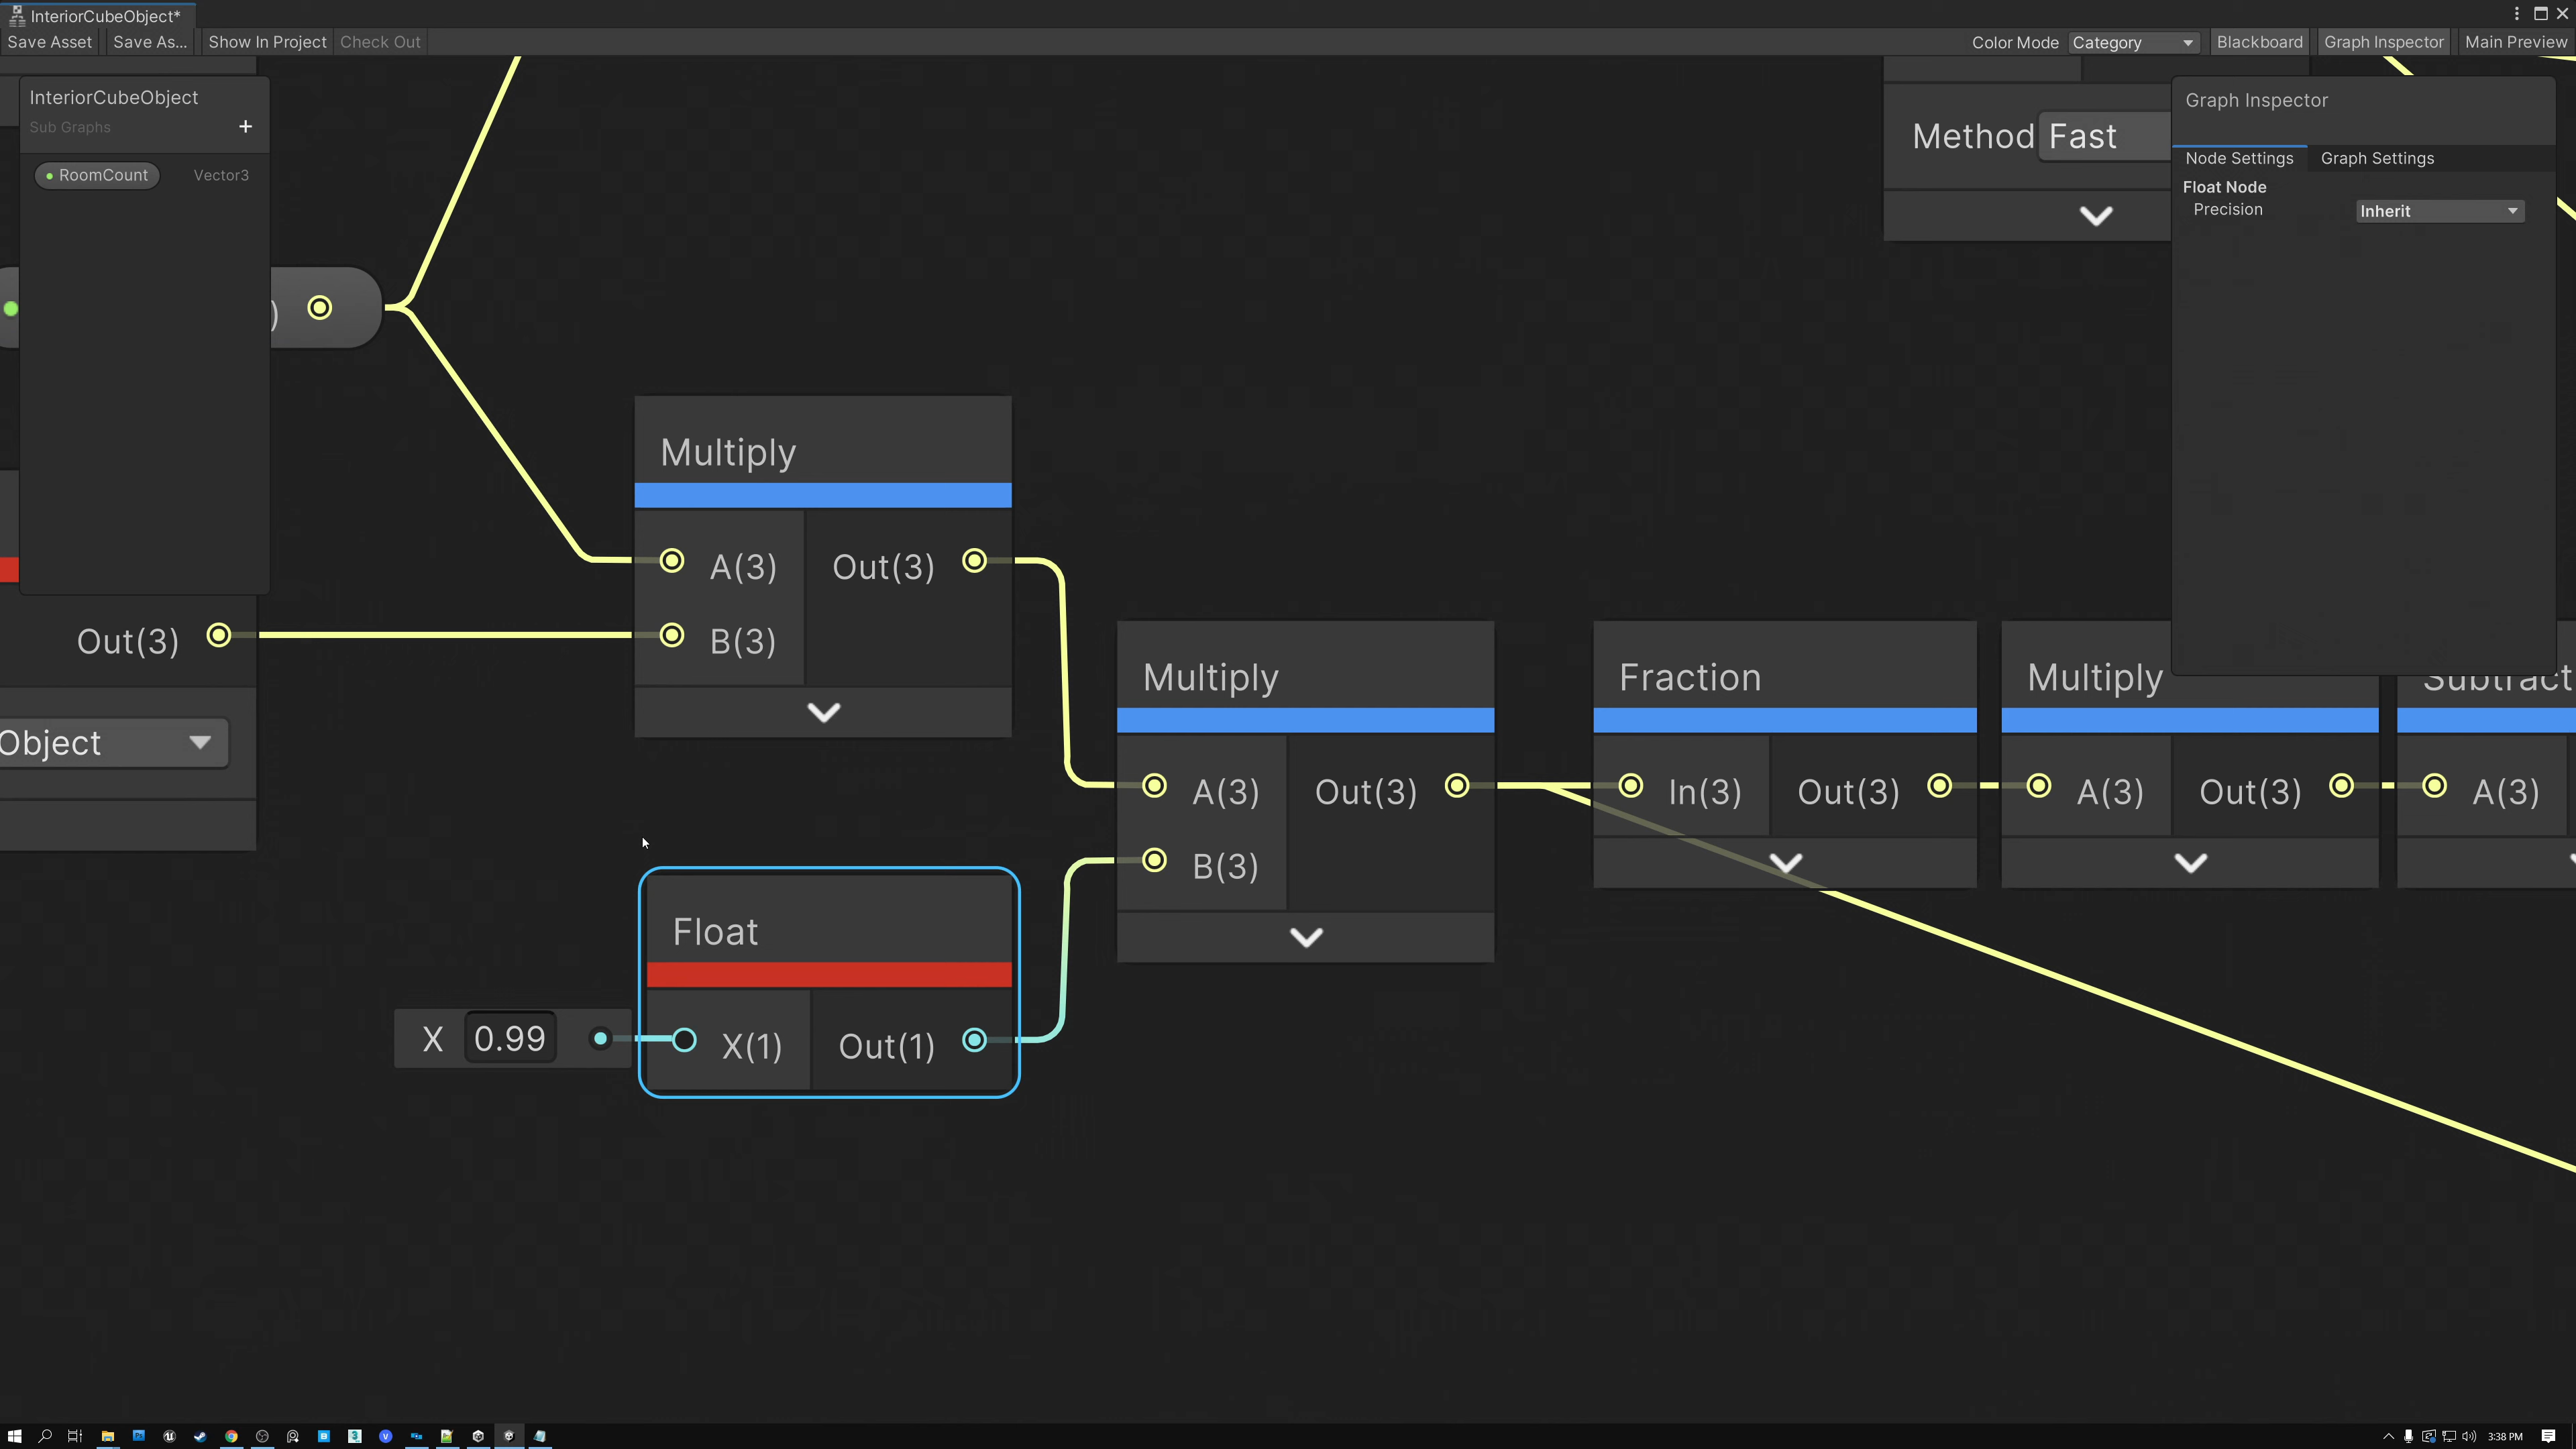 InteriorCubeObject*
Save Asset Save As... Show In Project Check Out Color Mode Category Blackboard Graph Inspector Main Preview
InteriorCubeObject
Sub Graphs +
RoomCount Vector3
Method Fast
Graph Inspector
Node Settings Graph Settings
Float Node
Precision Inherit
)
Multiply
A(3) Out(3)
B(3)
Out(3)
Object
Multiply
A(3) Out(3)
B(3)
Fraction
In(3) Out(3)
Multiply
A(3) Out(3)
Subtract
A(3)
Float
X 0.99
X(1) Out(1)
3:38 PM